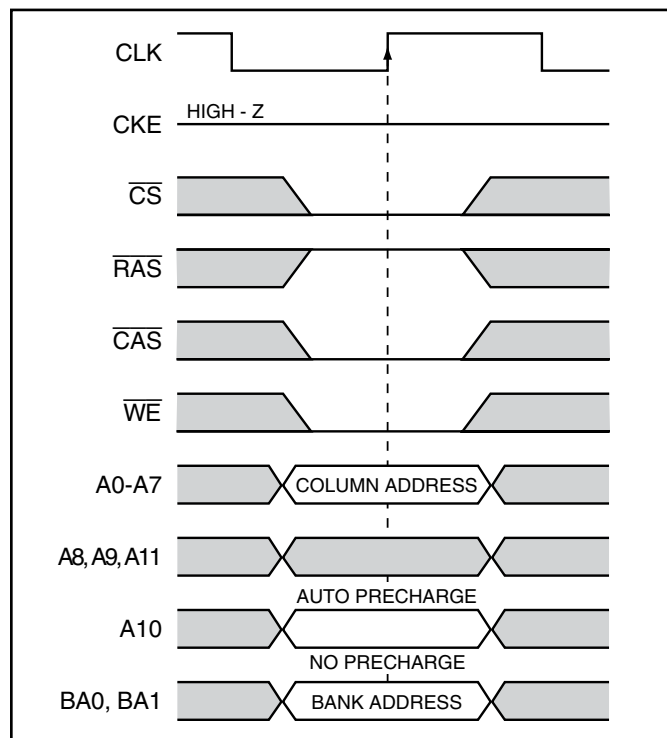 CLK
CKE HIGH - Z
CS
RAS
CAS
WE
A0-A7 COLUMN ADDRESS
A8, A9, A11
AUTO PRECHARGE
A10
NO PRECHARGE
BA0, BA1 BANK ADDRESS